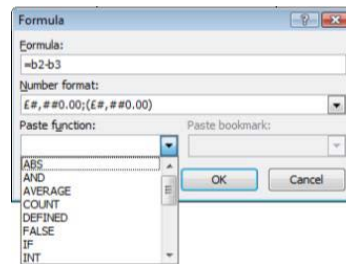 Formula
Formula:
=b2-b3
Number format:
£#,##0.00;(£#,##0.00)
Paste function:
Paste bookmark:
ABS
AND
AVERAGE
COUNT
DEFINED
FALSE
IF
INT
OK
Cancel